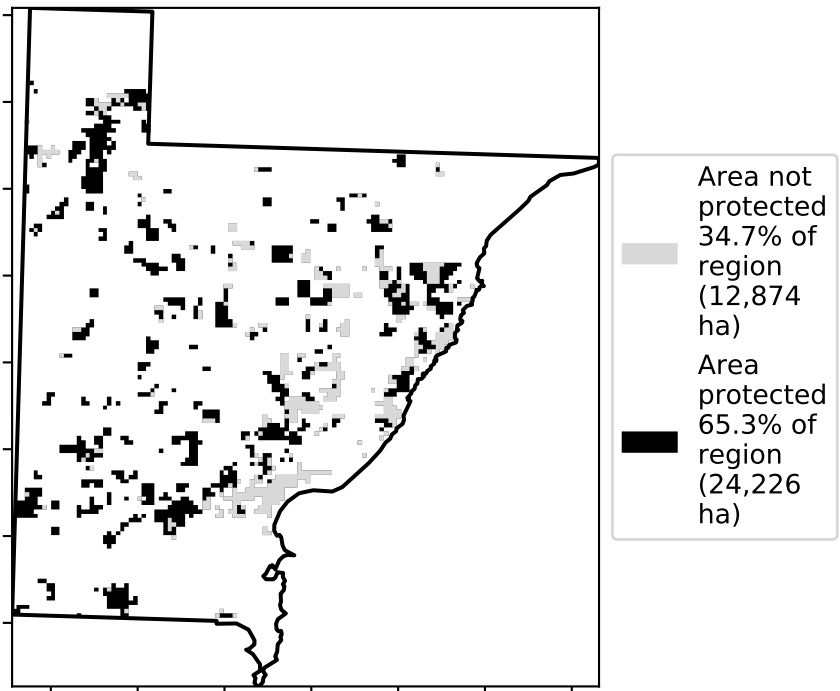 Area not
protected
34.7% of
region
(12,874
ha)
Area
protected
65.3% of
region
(24,226
ha)